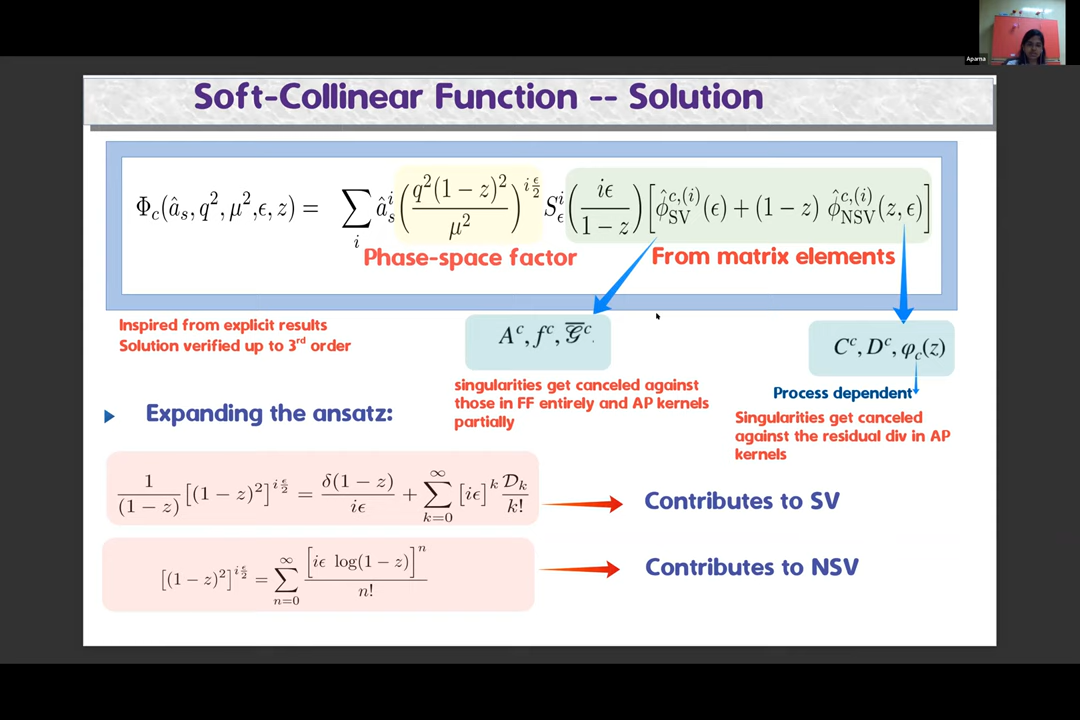 Aparna
Soft-Collinear Function -- Solution
Φ_c(â_s, q², μ², ε, z) = ∑_i â_s^i (q²(1 − z)²/μ²)^{i ε/2} S_ε^i (iε/(1 − z)) [φ̂_SV^{c,(i)}(ε) + (1 − z) φ̂_NSV^{c,(i)}(z, ε)]
Phase-space factor
From matrix elements
Inspired from explicit results
Solution verified up to 3rd order
A^c, f^c, 𝒢̅^c.
C^c, D^c, φ_c(z)
singularities get canceled against
those in FF entirely and AP kernels
partially
Process dependent
Singularities get canceled
against the residual div in AP
kernels
Expanding the ansatz:
1/(1 − z) [(1 − z)²]^{i ε/2} = δ(1 − z)/iε + ∑_{k=0}^{∞} [iε]^k 𝒟_k/k!
Contributes to SV
[(1 − z)²]^{i ε/2} = ∑_{n=0}^{∞} [iε log(1 − z)]^n/n!
Contributes to NSV